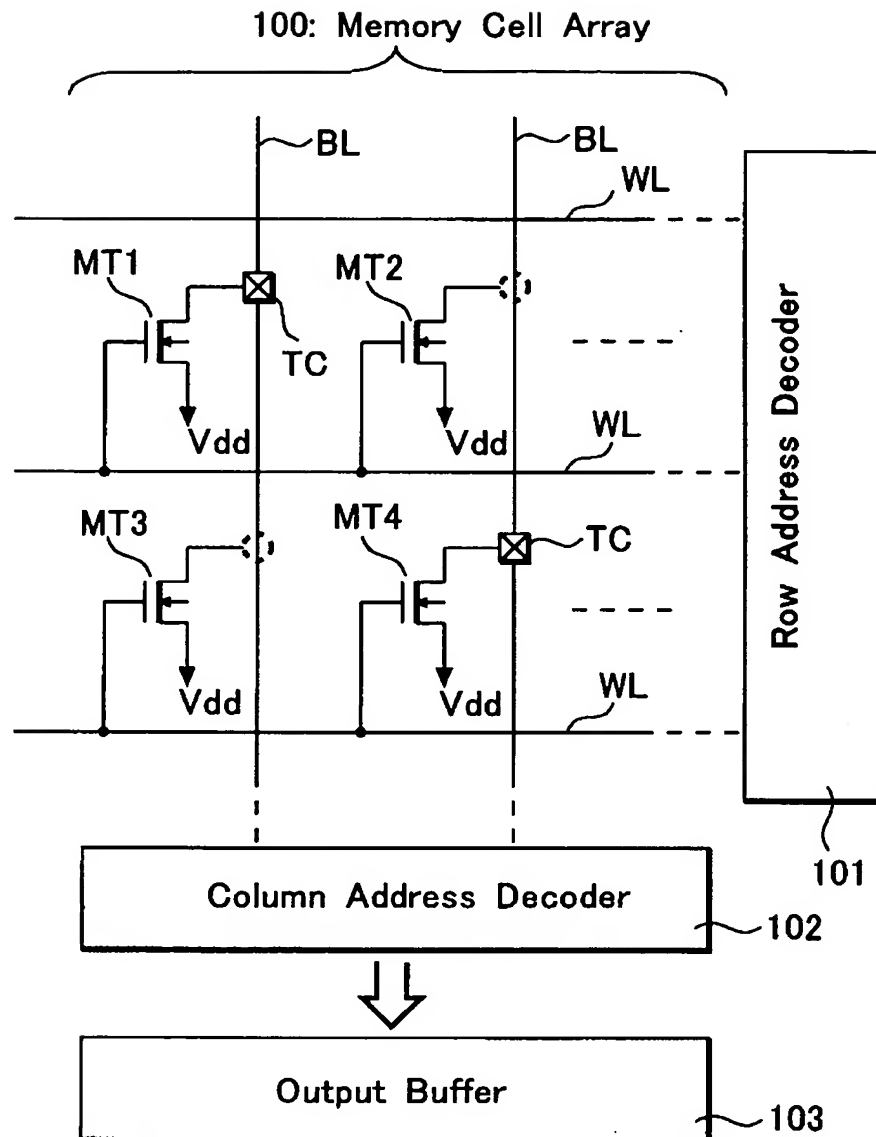 100: Memory Cell Array
BL
BL
WL
MT1
MT2
TC
Vdd
Vdd
WL
MT3
MT4
TC
Vdd
Vdd
WL
Row Address Decoder
101
Column Address Decoder
102
Output Buffer
103